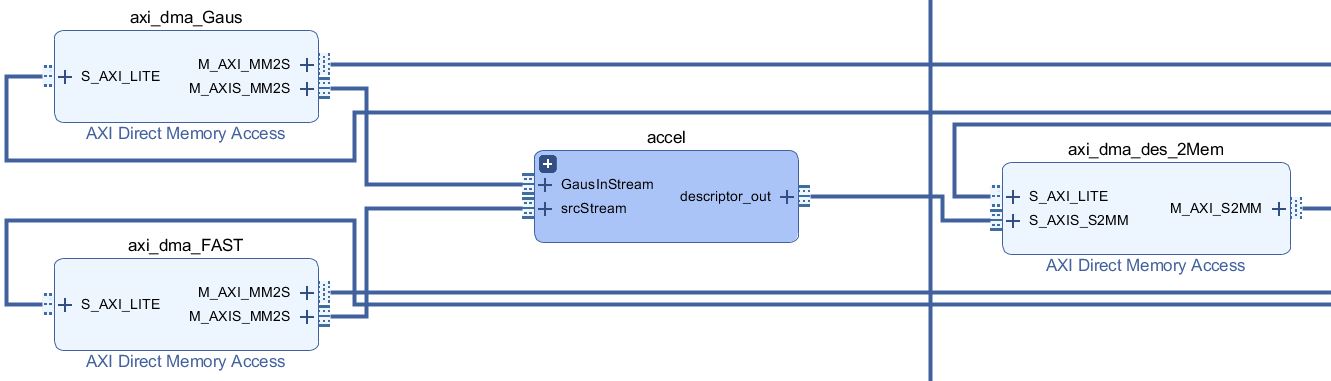 axi_dma_Gaus
S_AXI_LITE
M_AXI_MM2S
M_AXIS_MM2S
AXI Direct Memory Access
accel
GausInStream
srcStream
descriptor_out
axi_dma_des_2Mem
S_AXI_LITE
S_AXIS_S2MM
M_AXI_S2MM
AXI Direct Memory Access
axi_dma_FAST
S_AXI_LITE
M_AXI_MM2S
M_AXIS_MM2S
AXI Direct Memory Access